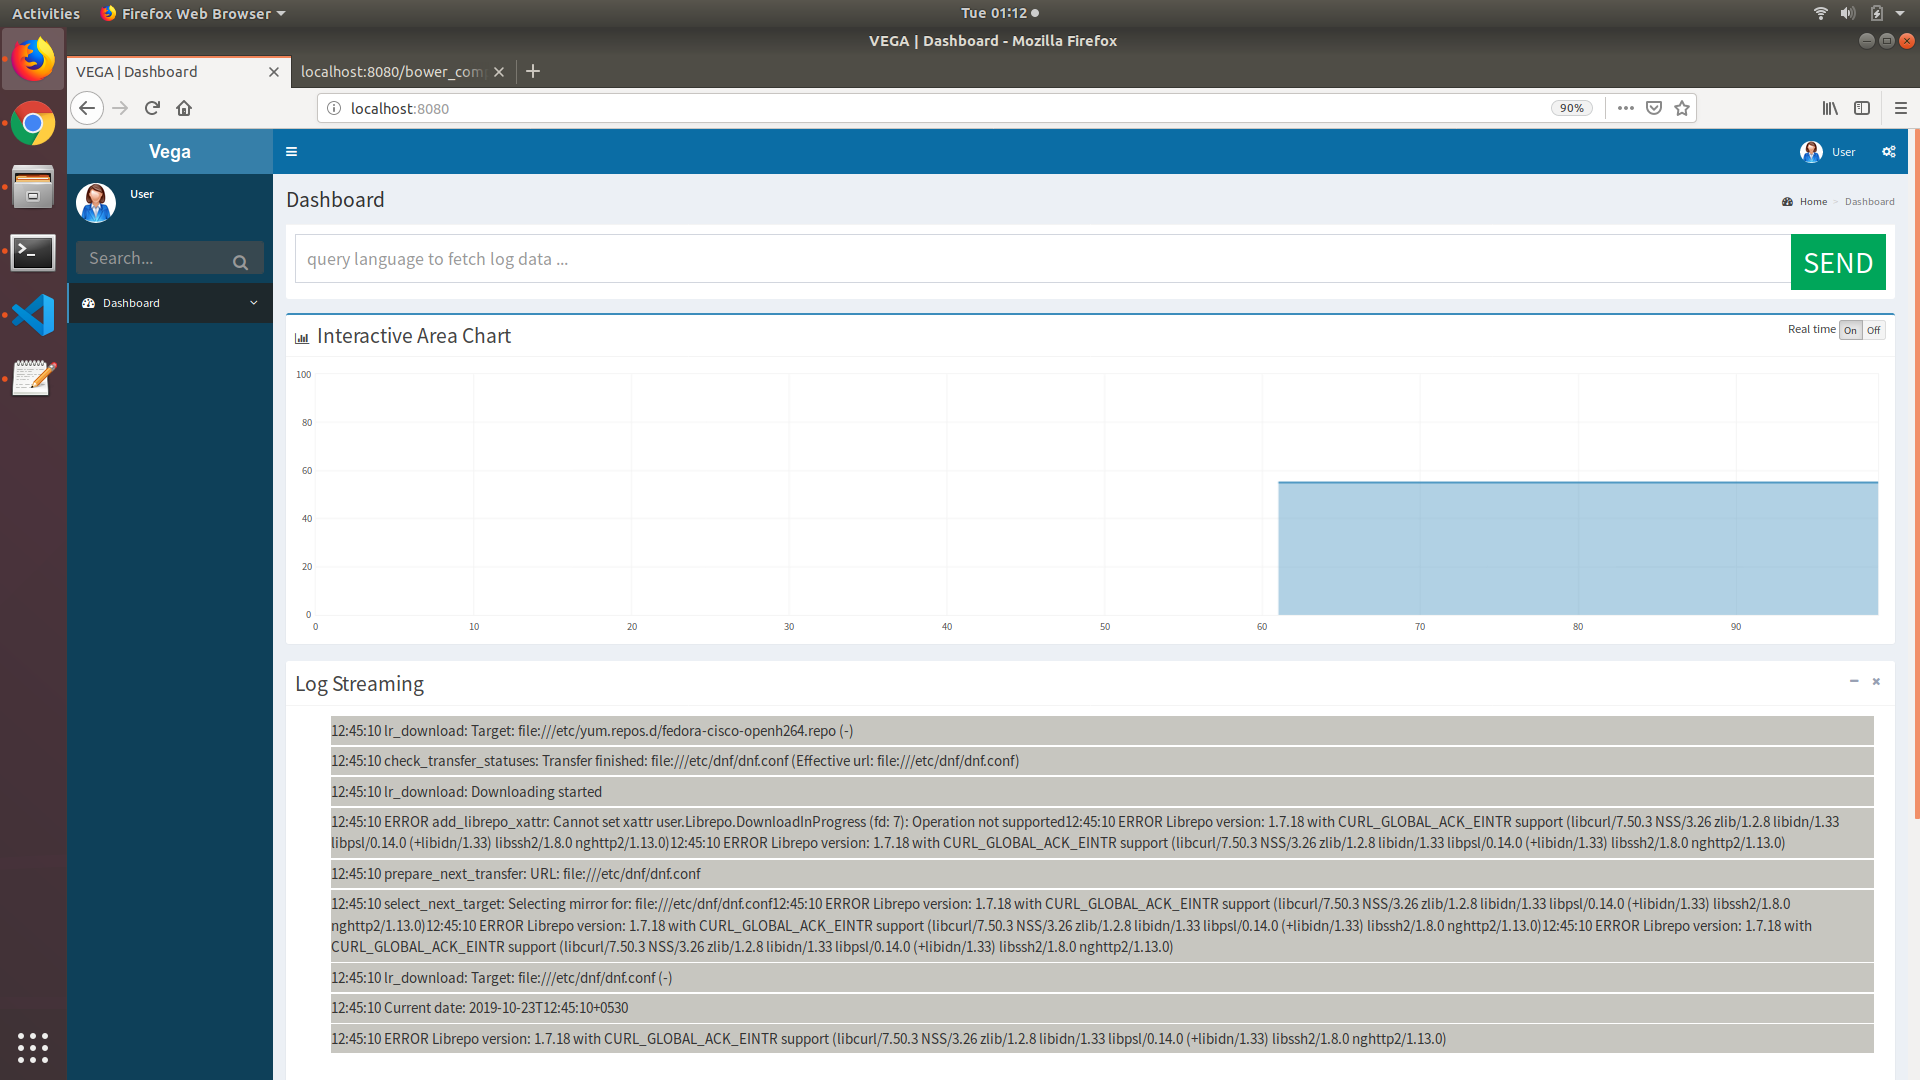 Activities Firefox Web Browser Tue 01:12
VEGA | Dashboard - Mozilla Firefox
VEGA | Dashboard localhost:8080/bower_com
localhost:8080 90%
Vega User
User
Search...
Dashboard
Dashboard Home > Dashboard
query language to fetch log data ... SEND
Interactive Area Chart Real time On Off
100
80
60
40
20
0
0 10 20 30 40 50 60 70 80 90
Log Streaming
12:45:10 lr_download: Target: file:///etc/yum.repos.d/fedora-cisco-openh264.repo (-)
12:45:10 check_transfer_statuses: Transfer finished: file:///etc/dnf/dnf.conf (Effective url: file:///etc/dnf/dnf.conf)
12:45:10 lr_download: Downloading started
12:45:10 ERROR add_librepo_xattr: Cannot set xattr user.Librepo.DownloadInProgress (fd: 7): Operation not supported12:45:10 ERROR Librepo version: 1.7.18 with CURL_GLOBAL_ACK_EINTR support (libcurl/7.50.3 NSS/3.26 zlib/1.2.8 libidn/1.33
libpsl/0.14.0 (+libidn/1.33) libssh2/1.8.0 nghttp2/1.13.0)12:45:10 ERROR Librepo version: 1.7.18 with CURL_GLOBAL_ACK_EINTR support (libcurl/7.50.3 NSS/3.26 zlib/1.2.8 libidn/1.33 libpsl/0.14.0 (+libidn/1.33) libssh2/1.8.0 nghttp2/1.13.0)
12:45:10 prepare_next_transfer: URL: file:///etc/dnf/dnf.conf
12:45:10 select_next_target: Selecting mirror for: file:///etc/dnf/dnf.conf12:45:10 ERROR Librepo version: 1.7.18 with CURL_GLOBAL_ACK_EINTR support (libcurl/7.50.3 NSS/3.26 zlib/1.2.8 libidn/1.33 libpsl/0.14.0 (+libidn/1.33) libssh2/1.8.0
nghttp2/1.13.0)12:45:10 ERROR Librepo version: 1.7.18 with CURL_GLOBAL_ACK_EINTR support (libcurl/7.50.3 NSS/3.26 zlib/1.2.8 libidn/1.33 libpsl/0.14.0 (+libidn/1.33) libssh2/1.8.0 nghttp2/1.13.0)12:45:10 ERROR Librepo version: 1.7.18 with
CURL_GLOBAL_ACK_EINTR support (libcurl/7.50.3 NSS/3.26 zlib/1.2.8 libidn/1.33 libpsl/0.14.0 (+libidn/1.33) libssh2/1.8.0 nghttp2/1.13.0)
12:45:10 lr_download: Target: file:///etc/dnf/dnf.conf (-)
12:45:10 Current date: 2019-10-23T12:45:10+0530
12:45:10 ERROR Librepo version: 1.7.18 with CURL_GLOBAL_ACK_EINTR support (libcurl/7.50.3 NSS/3.26 zlib/1.2.8 libidn/1.33 libpsl/0.14.0 (+libidn/1.33) libssh2/1.8.0 nghttp2/1.13.0)